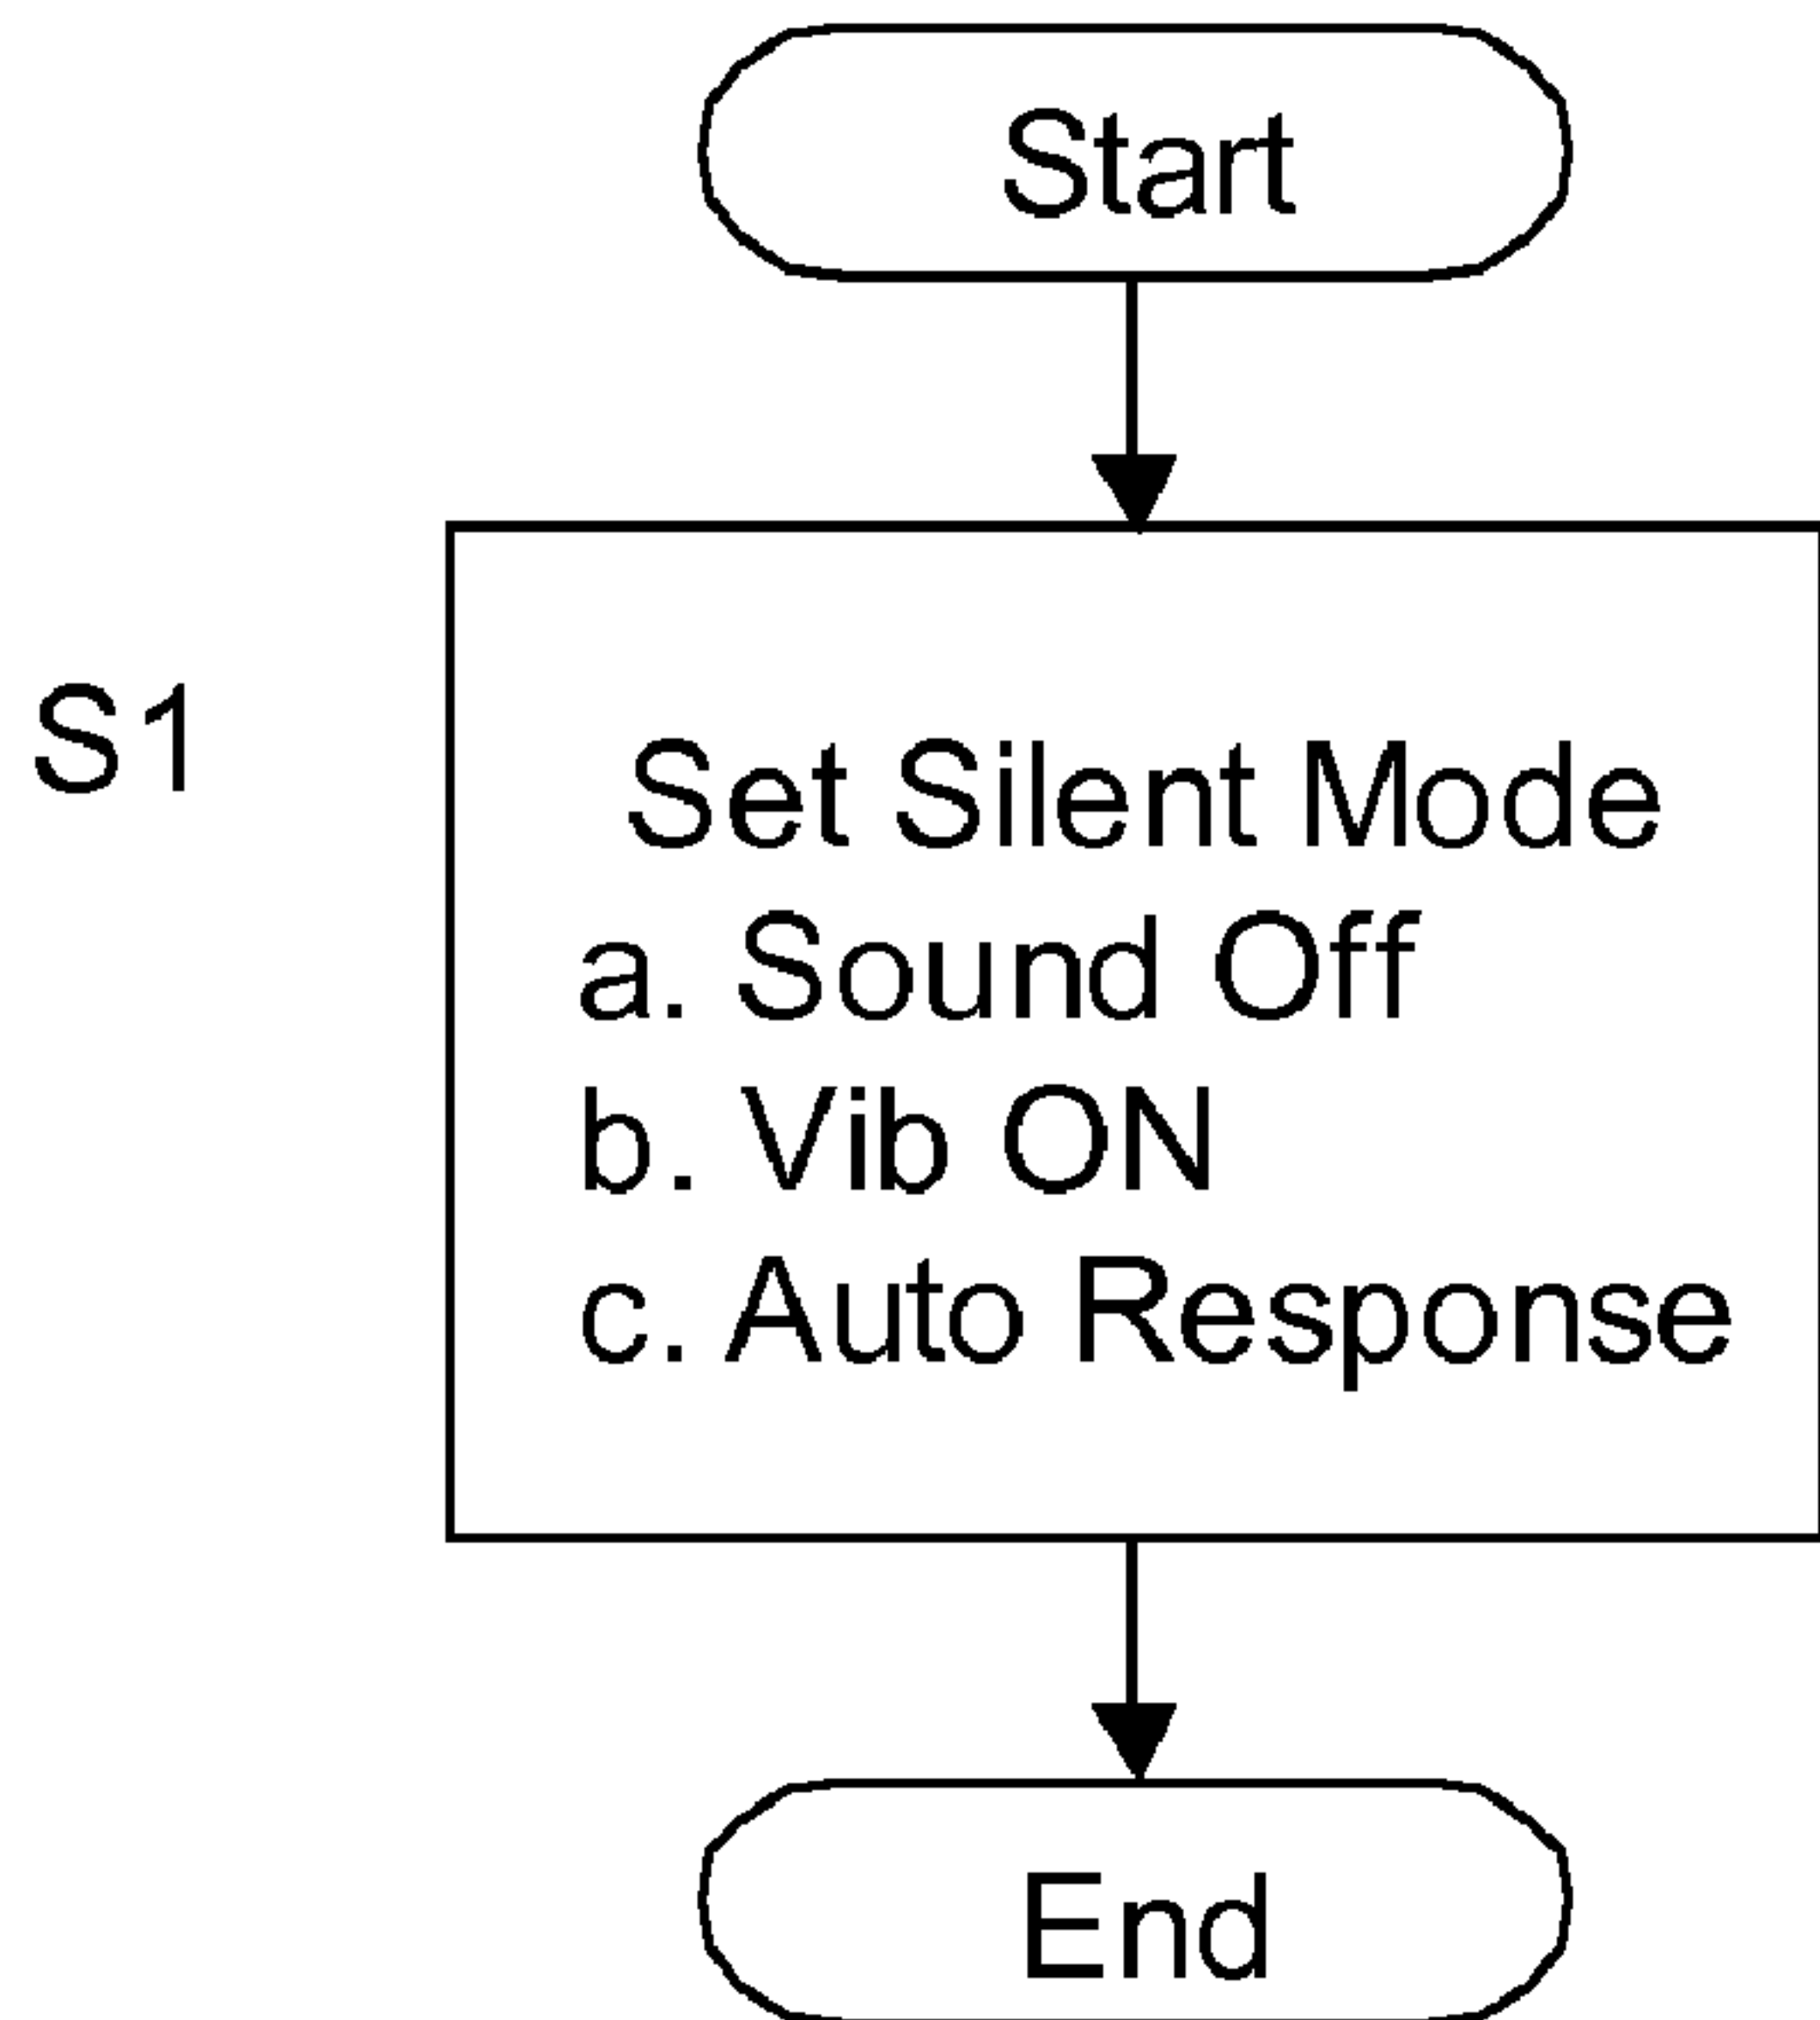 Start
S1
Set Silent Mode
a. Sound Off
b. Vib ON
c. Auto Response
End